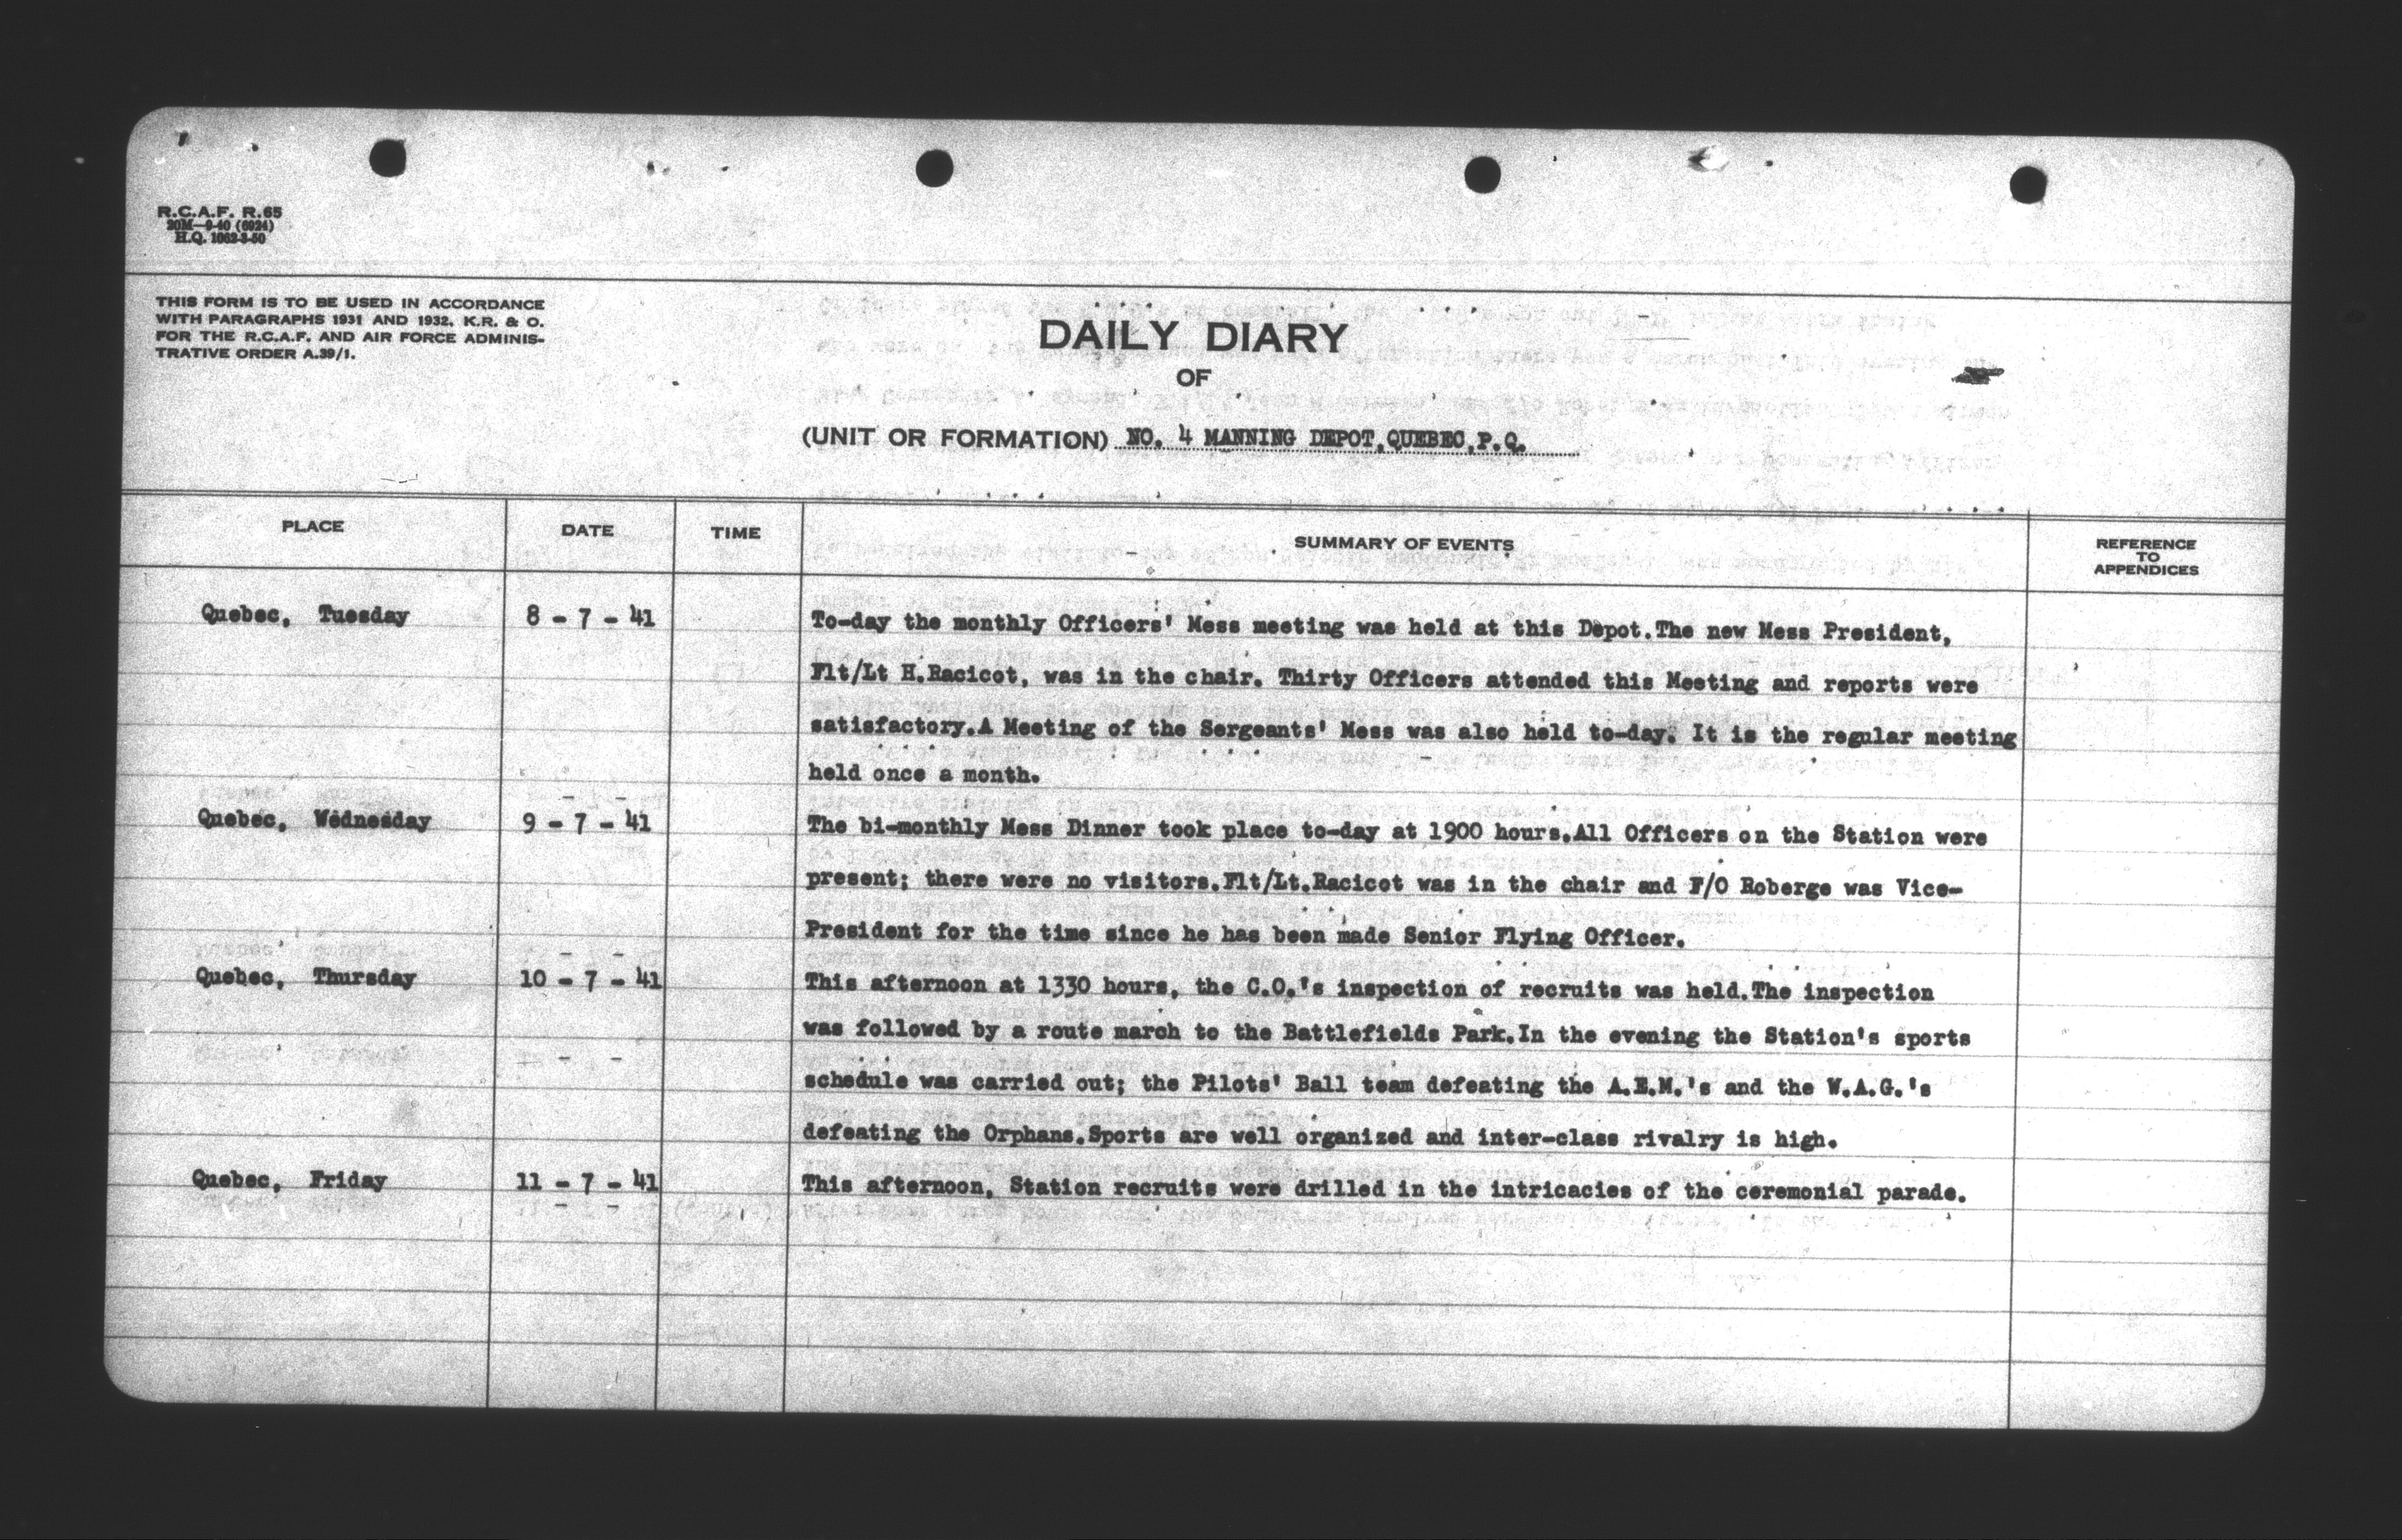 R.C.A.F. R.65
20M—9-40 (6924)
H.Q. 1062-3-50
THIS FORM IS TO BE USED IN ACCORDANCE
WITH PARAGRAPHS 1931 AND 1932, K.R. & O.
FOR THE R.C.A.F. AND AIR FORCE ADMINIS-
TRATIVE ORDER A.39/1.
DAILY DIARY
OF
(UNIT OR FORMATION) NO. 4 MANNING DEPOT,QUEBEC,P.Q.
PLACE DATE TIME SUMMARY OF EVENTS REFERENCE TO APPENDICES
Quebec, Tuesday 8 - 7 - 41 To-day the monthly Officers' Mess meeting was held at this Depot.The new Mess President,
Flt/Lt H.Racicot, was in the chair. Thirty Officers attended this Meeting and reports were
satisfactory.A Meeting of the Sergeants' Mess was also held to-day. It is the regular meeting
held once a month.
Quebec, Wednesday 9 - 7 - 41 The bi-monthly Mess Dinner took place to-day at 1900 hours.All Officers on the Station were
present; there were no visitors.Flt/Lt.Racicot was in the chair and F/O Roberge was Vice-
President for the time since he has been made Senior Flying Officer.
Quebec, Thursday 10 - 7 - 41 This afternoon at 1330 hours, the C.O.'s inspection of recruits was held.The inspection
was followed by a route march to the Battlefields Park.In the evening the Station's sports
schedule was carried out; the Pilots' Ball team defeating the A.E.M.'s and the W.A.G.'s
defeating the Orphans.Sports are well organized and inter-class rivalry is high.
Quebec, Friday 11 - 7 - 41 This afternoon, Station recruits were drilled in the intricacies of the ceremonial parade.